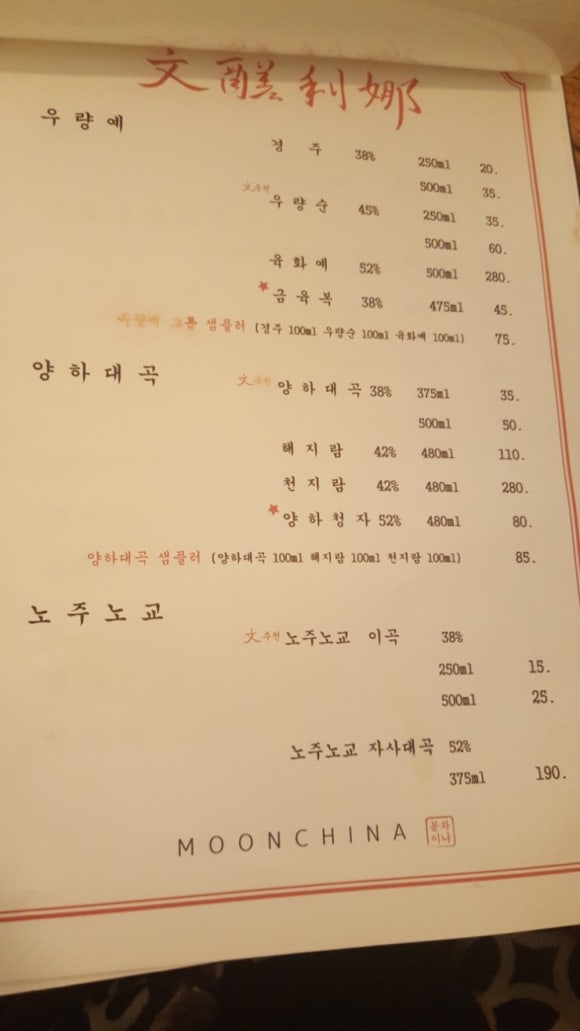 文醼利娜
우량예
경 주 38% 250ml 20.
500ml 35.
文추천 우량순 45% 250ml 35.
500ml 60.
육화예 52% 500ml 280.
★ 금육복 38% 475ml 45.
우량예 그룹 샘플러 (경주 100ml 우량순 100ml 육화예 100ml) 75.
양하대곡
文추천 양하대곡 38% 375ml 35.
500ml 50.
해지람 42% 480ml 110.
천지람 42% 480ml 280.
★ 양하청자 52% 480ml 80.
양하대곡 샘플러 (양하대곡 100ml 해지람 100ml 천지람 100ml) 85.
노주노교
文추천 노주노교 이곡 38%
250ml 15.
500ml 25.
노주노교 자사대곡 52%
375ml 190.
MOONCHINA 문차이나